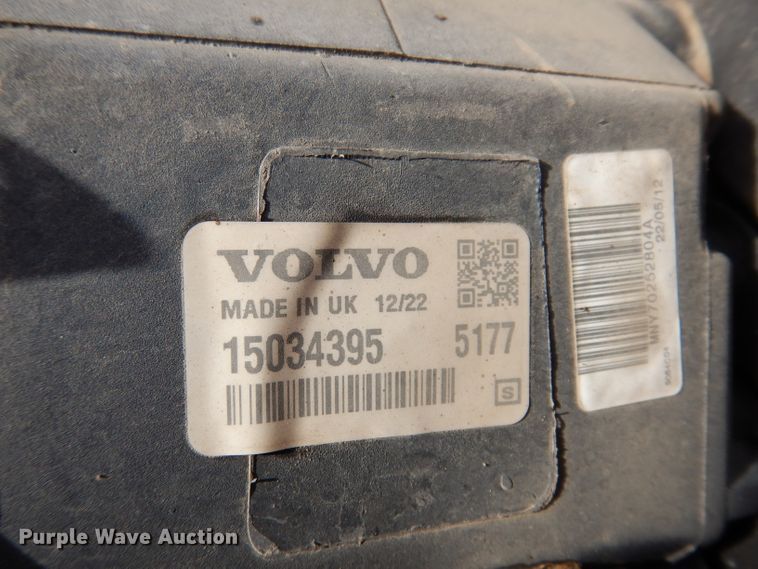 VOLVO
MADE IN UK 12/22
15034395 5177
S
MNY70252804A
22/05/12
Purple Wave Auction®